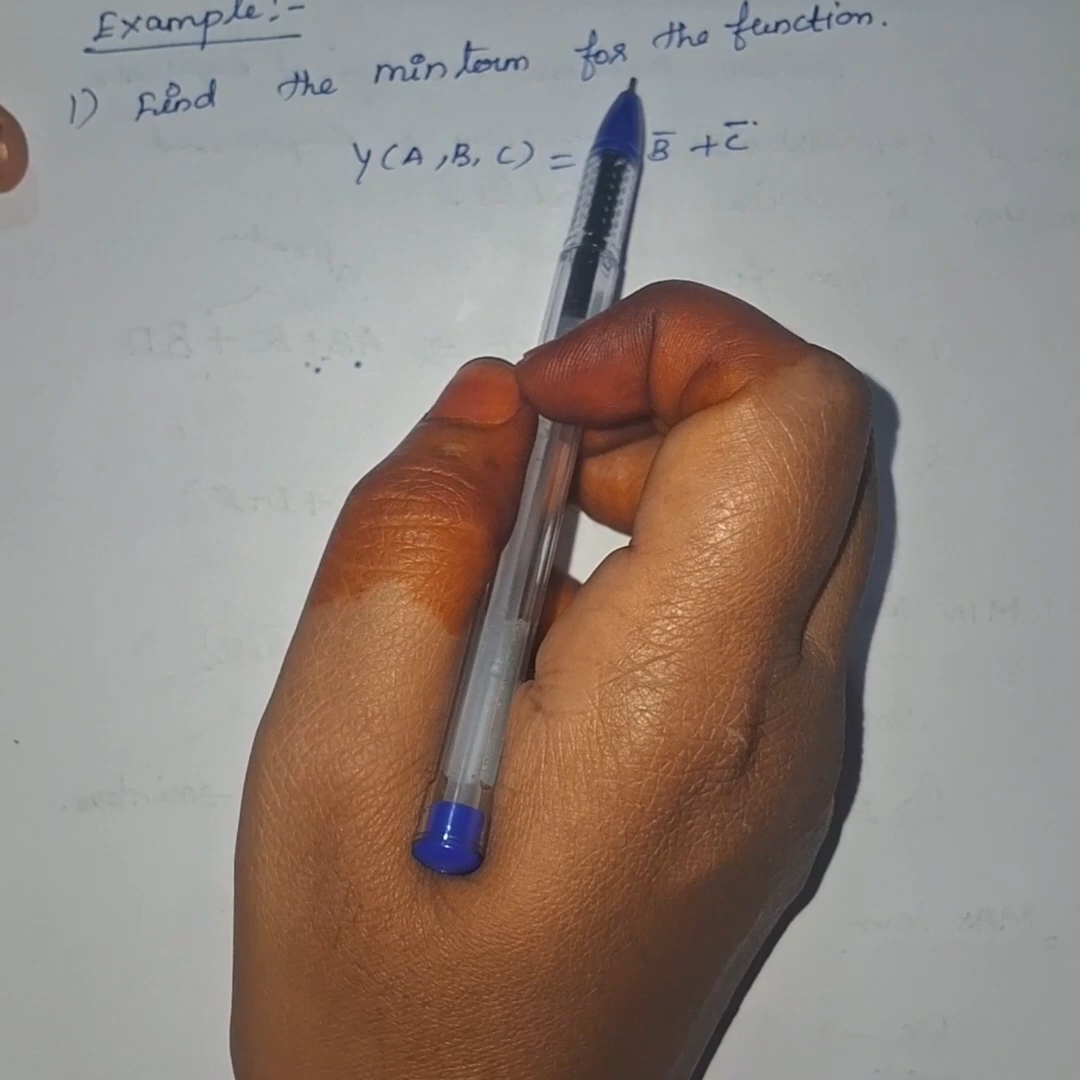 Example:-
1) Find the minterm for the function.
Y(A,B,C) = B̅ + C̅